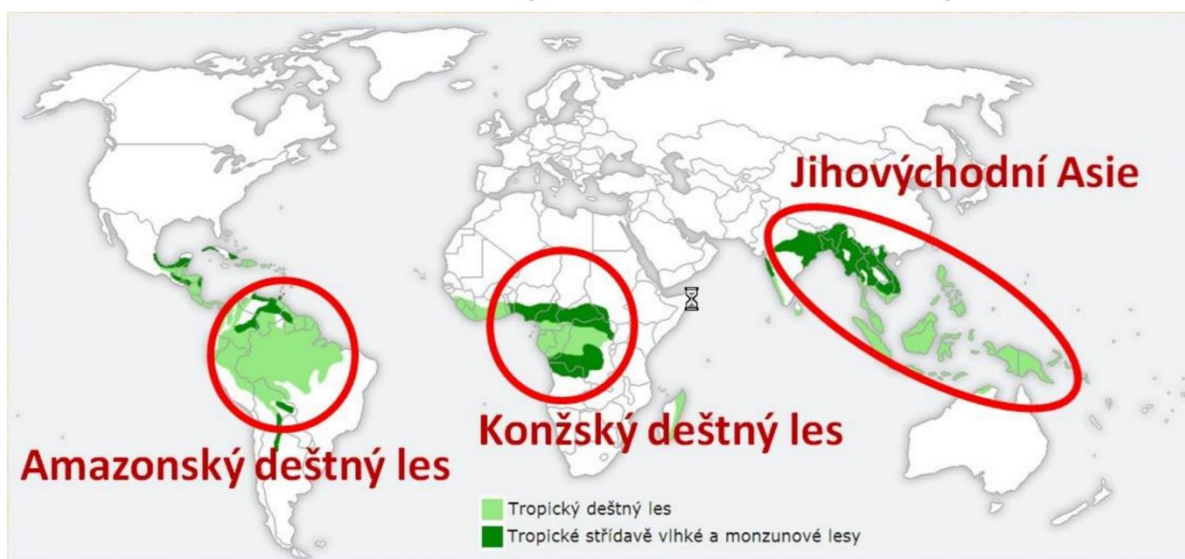 Jihovýchodní Asie
Konžský deštný les
Amazonský deštný les
Tropický deštný les
Tropické střídavě vlhké a monzunové lesy